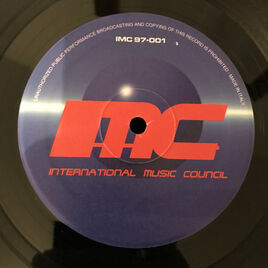 UNAUTHORIZED PUBLIC PERFORMANCE BROADCASTING AND COPYING OF THIS RECORD IS PROHIBITED - MADE IN ITALY
IMC 97-001
IMC
INTERNATIONAL MUSIC COUNCIL